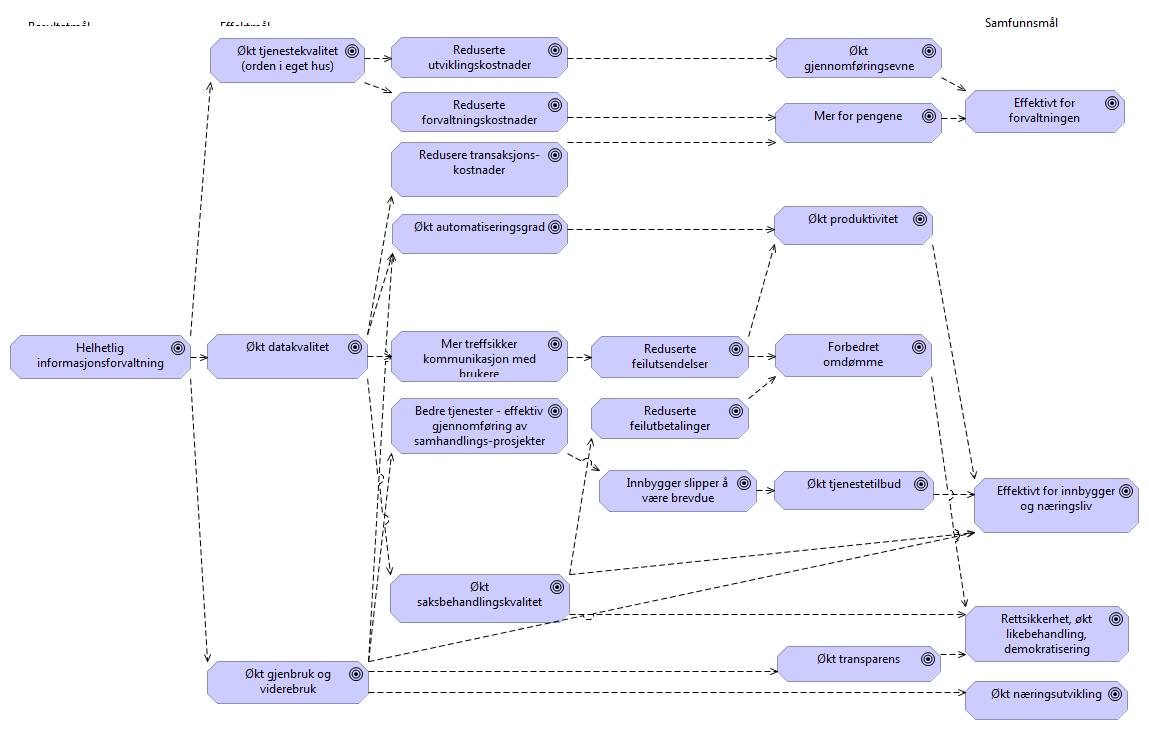 Resultatmål
Effektmål
Samfunnsmål
Økt tjenestekvalitet
(orden i eget hus)
Reduserte
utviklingskostnader
Økt
gjennomføringsevne
Reduserte
forvaltningskostnader
Mer for pengene
Effektivt for
forvaltningen
Redusere transaksjons-
kostnader
Økt automatiseringsgrad
Økt produktivitet
Helhetlig
informasjonsforvaltning
Økt datakvalitet
Mer treffsikker
kommunikasjon med
brukere
Reduserte
feilutsendelser
Forbedret
omdømme
Bedre tjenester - effektiv
gjennomføring av
samhandlings-prosjekter
Reduserte
feilutbetalinger
Innbygger slipper å
være brevdue
Økt tjenestetilbud
Effektivt for innbygger
og næringsliv
Økt
saksbehandlingskvalitet
Rettsikkerhet, økt
likebehandling,
demokratisering
Økt gjenbruk og
viderebruk
Økt transparens
Økt næringsutvikling